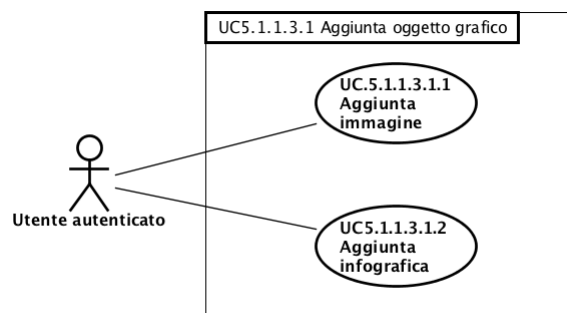 UC5.1.1.3.1 Aggiunta oggetto grafico
UC.5.1.1.3.1.1
Aggiunta
immagine
Utente autenticato
UC5.1.1.3.1.2
Aggiunta
infografica